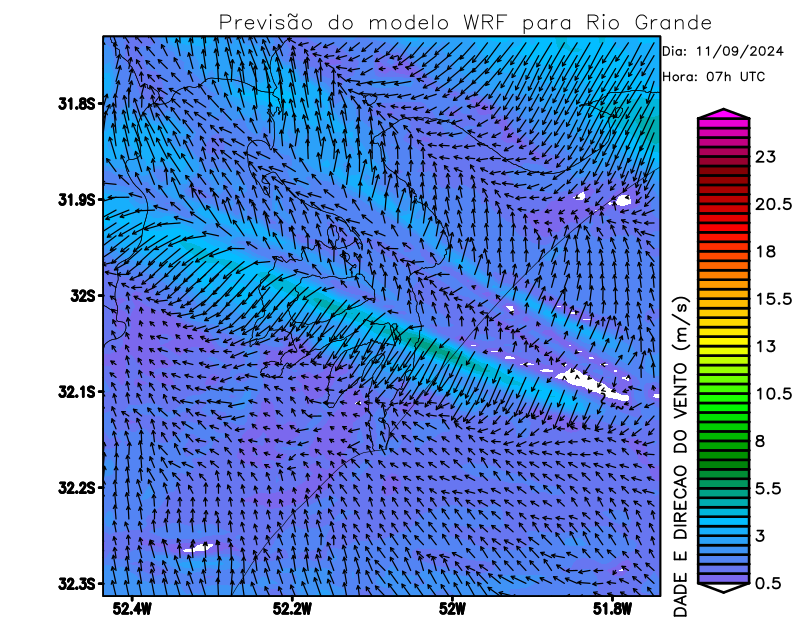 Previsão do modelo WRF para Rio Grande
Dia: 11/09/2024
Hora: 07h UTC
31.8S
31.9S
32S
32.1S
32.2S
32.3S
52.4W
52.2W
52W
51.8W
23
20.5
18
15.5
13
10.5
8
5.5
3
0.5
DADE E DIRECAO DO VENTO (m/s)